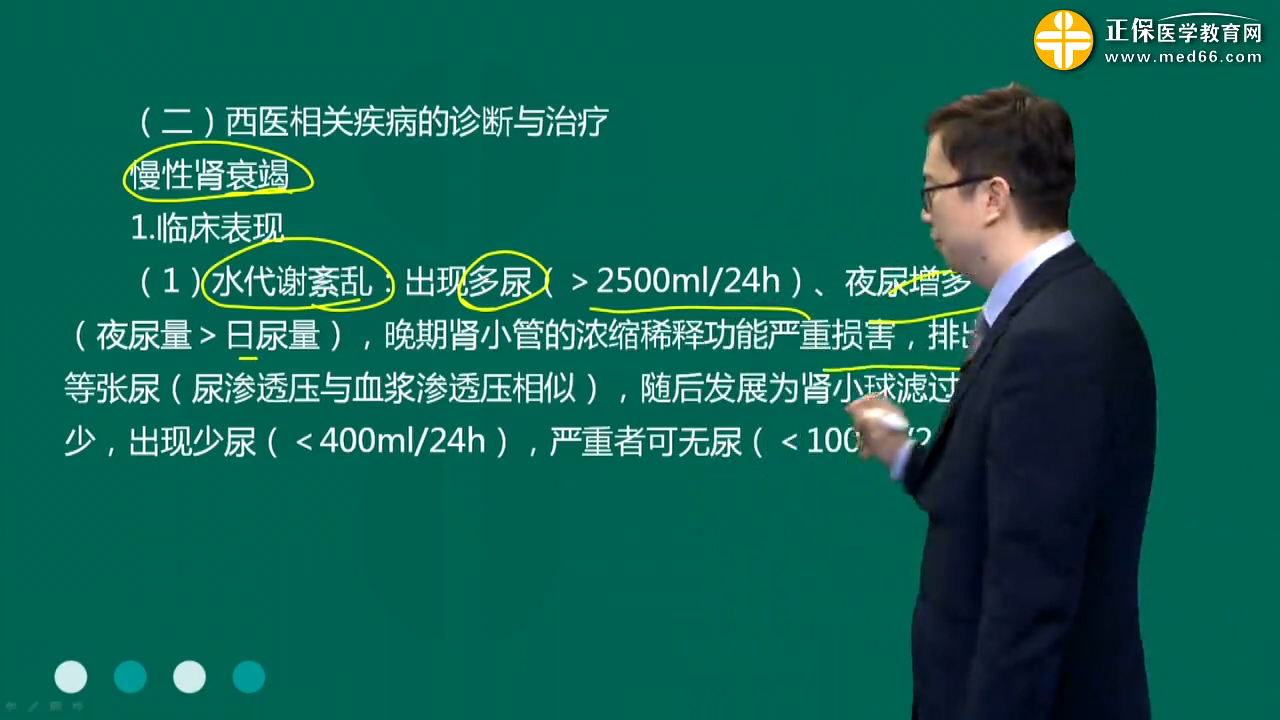 正保医学教育网
www.med66.com
（二）西医相关疾病的诊断与治疗
慢性肾衰竭
1.临床表现
（1）水代谢紊乱：出现多尿（＞2500ml/24h）、夜尿增多
（夜尿量＞日尿量），晚期肾小管的浓缩稀释功能严重损害，排出
等张尿（尿渗透压与血浆渗透压相似），随后发展为肾小球滤过
少，出现少尿（＜400ml/24h），严重者可无尿（＜100